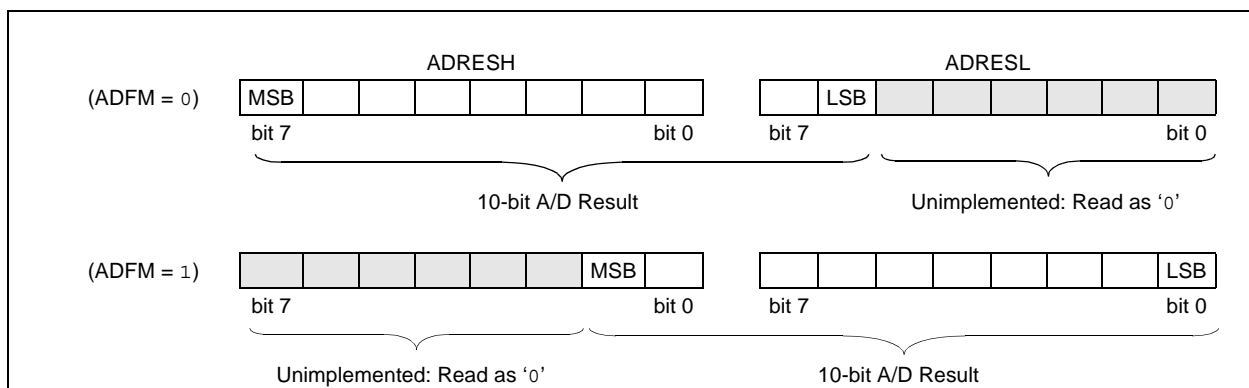 ADRESH ADRESL
(ADFM = 0) MSB LSB
bit 7 bit 0 bit 7 bit 0
10-bit A/D Result Unimplemented: Read as ‘0’
(ADFM = 1) MSB LSB
bit 7 bit 0 bit 7 bit 0
Unimplemented: Read as ‘0’ 10-bit A/D Result